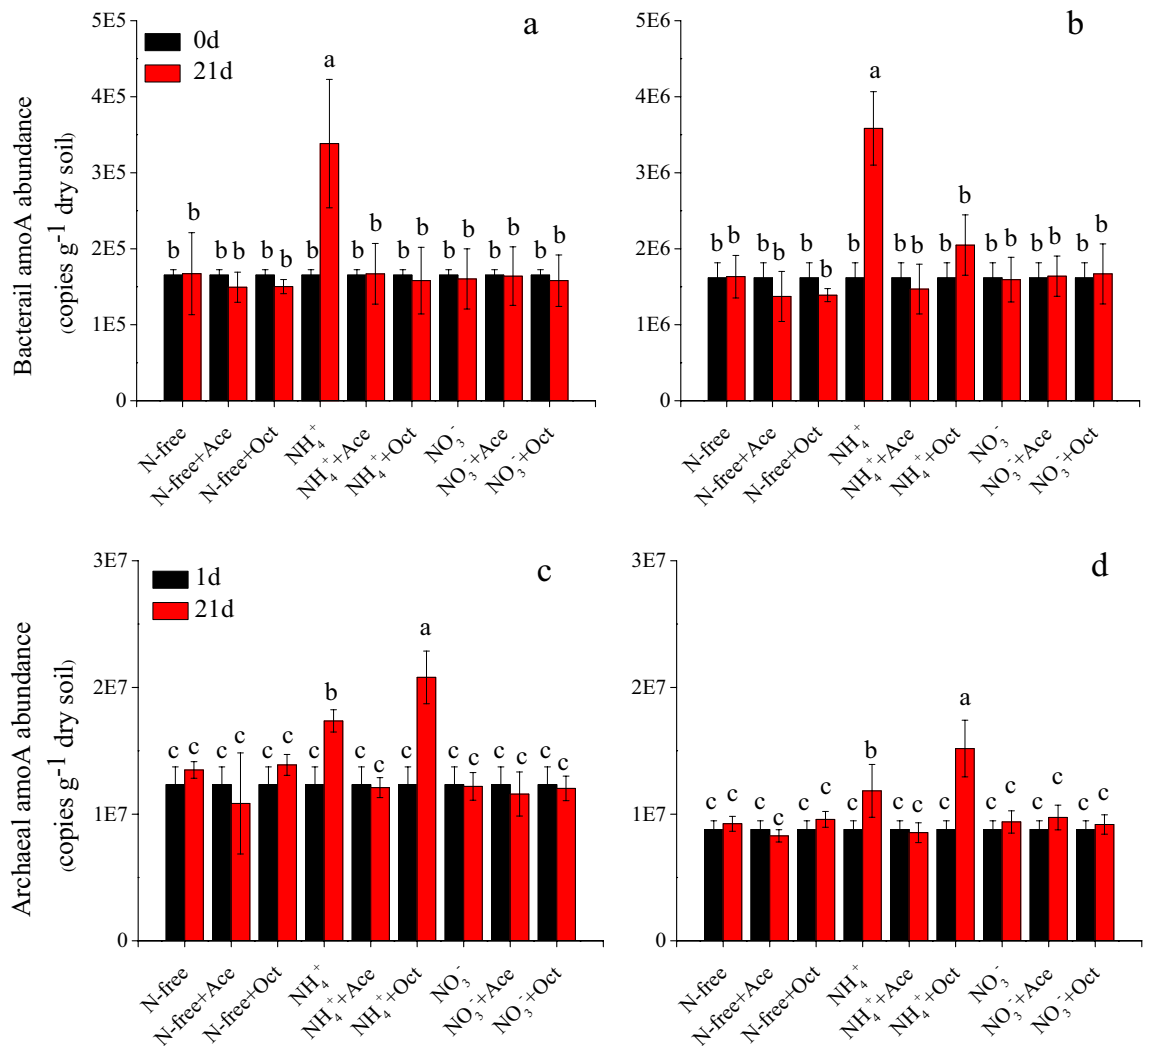 a
5E5
0d
21d
4E5
3E5
2E5
1E5
0
Bacterail amoA abundance
(copies g-1 dry soil)
b b b b b b b a b b b b b b b b b b
N-free
N-free+Ace
N-free+Oct
NH4+
NH4++Ace
NH4++Oct
NO3-
NO3-+Ace
NO3-+Oct
b
5E6
4E6
3E6
2E6
1E6
0
b b b b b b b a b b b b b b b b b b
N-free
N-free+Ace
N-free+Oct
NH4+
NH4++Ace
NH4++Oct
NO3-
NO3-+Ace
NO3-+Oct
c
3E7
1d
21d
2E7
1E7
0
Archaeal amoA abundance
(copies g-1 dry soil)
c c c c c c c b c c c a c c c c c c
N-free
N-free+Ace
N-free+Oct
NH4+
NH4++Ace
NH4++Oct
NO3-
NO3-+Ace
NO3-+Oct
d
3E7
2E7
1E7
0
c c c c c c c b c c c a c c c c c c
N-free
N-free+Ace
N-free+Oct
NH4+
NH4++Ace
NH4++Oct
NO3-
NO3-+Ace
NO3-+Oct